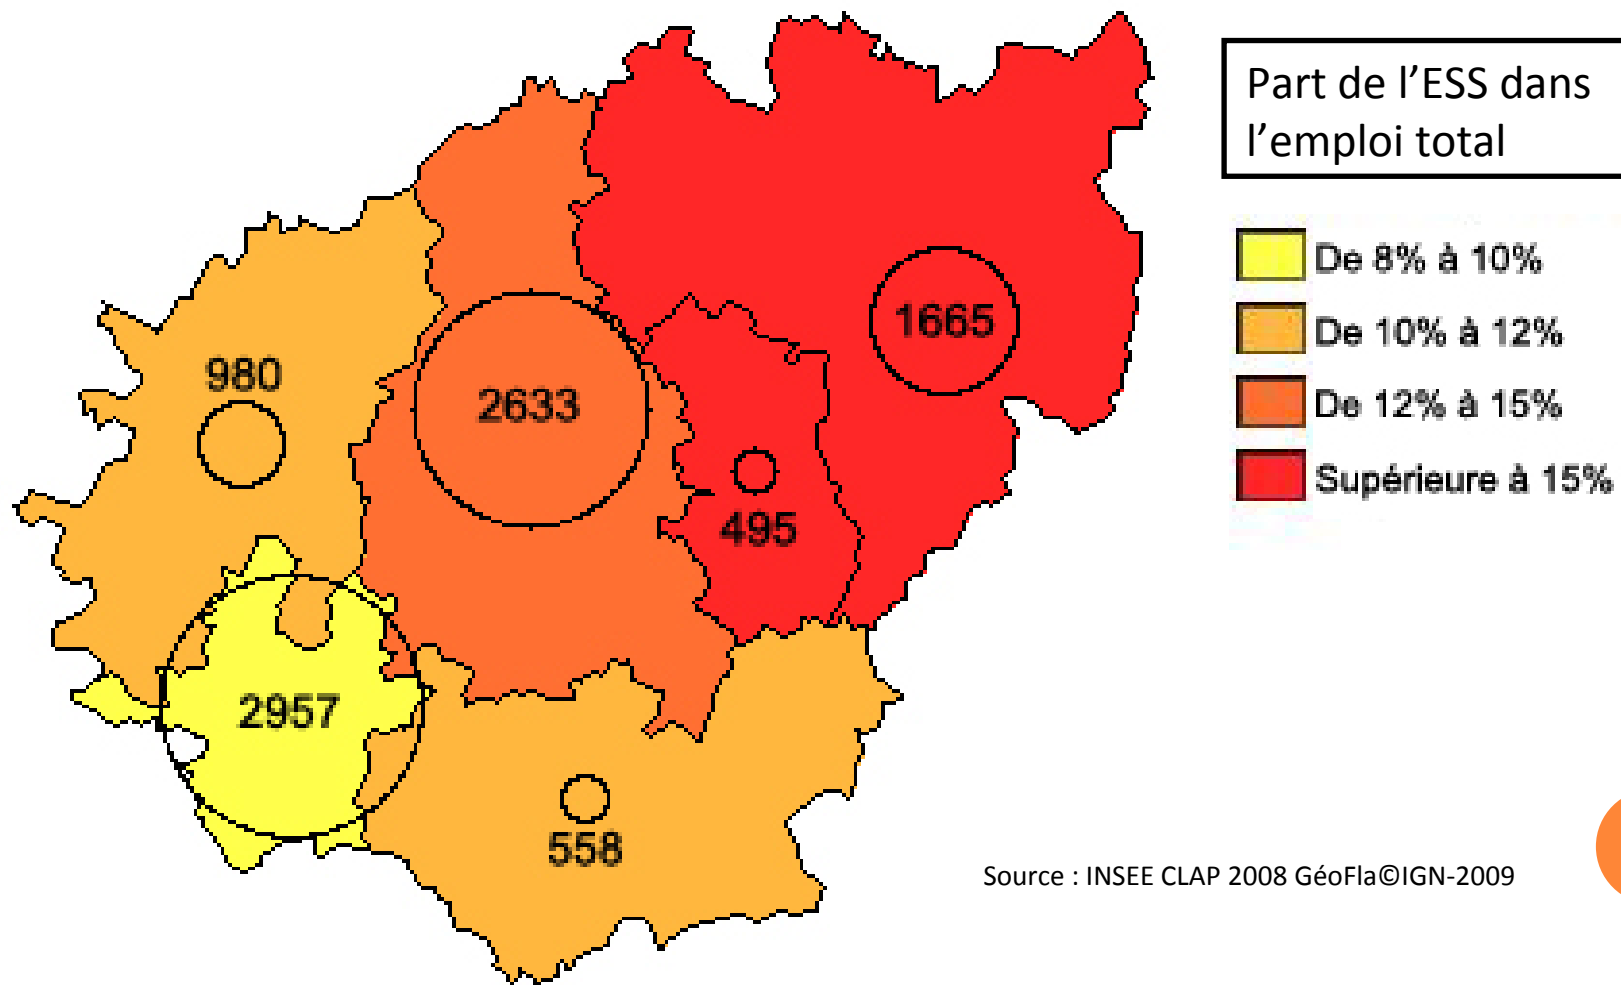 Part de l’ESS dans
l’emploi total
De 8% à 10%
De 10% à 12%
De 12% à 15%
Supérieure à 15%
1665
980
2633
495
2957
558
Source : INSEE CLAP 2008 GéoFla©IGN-2009